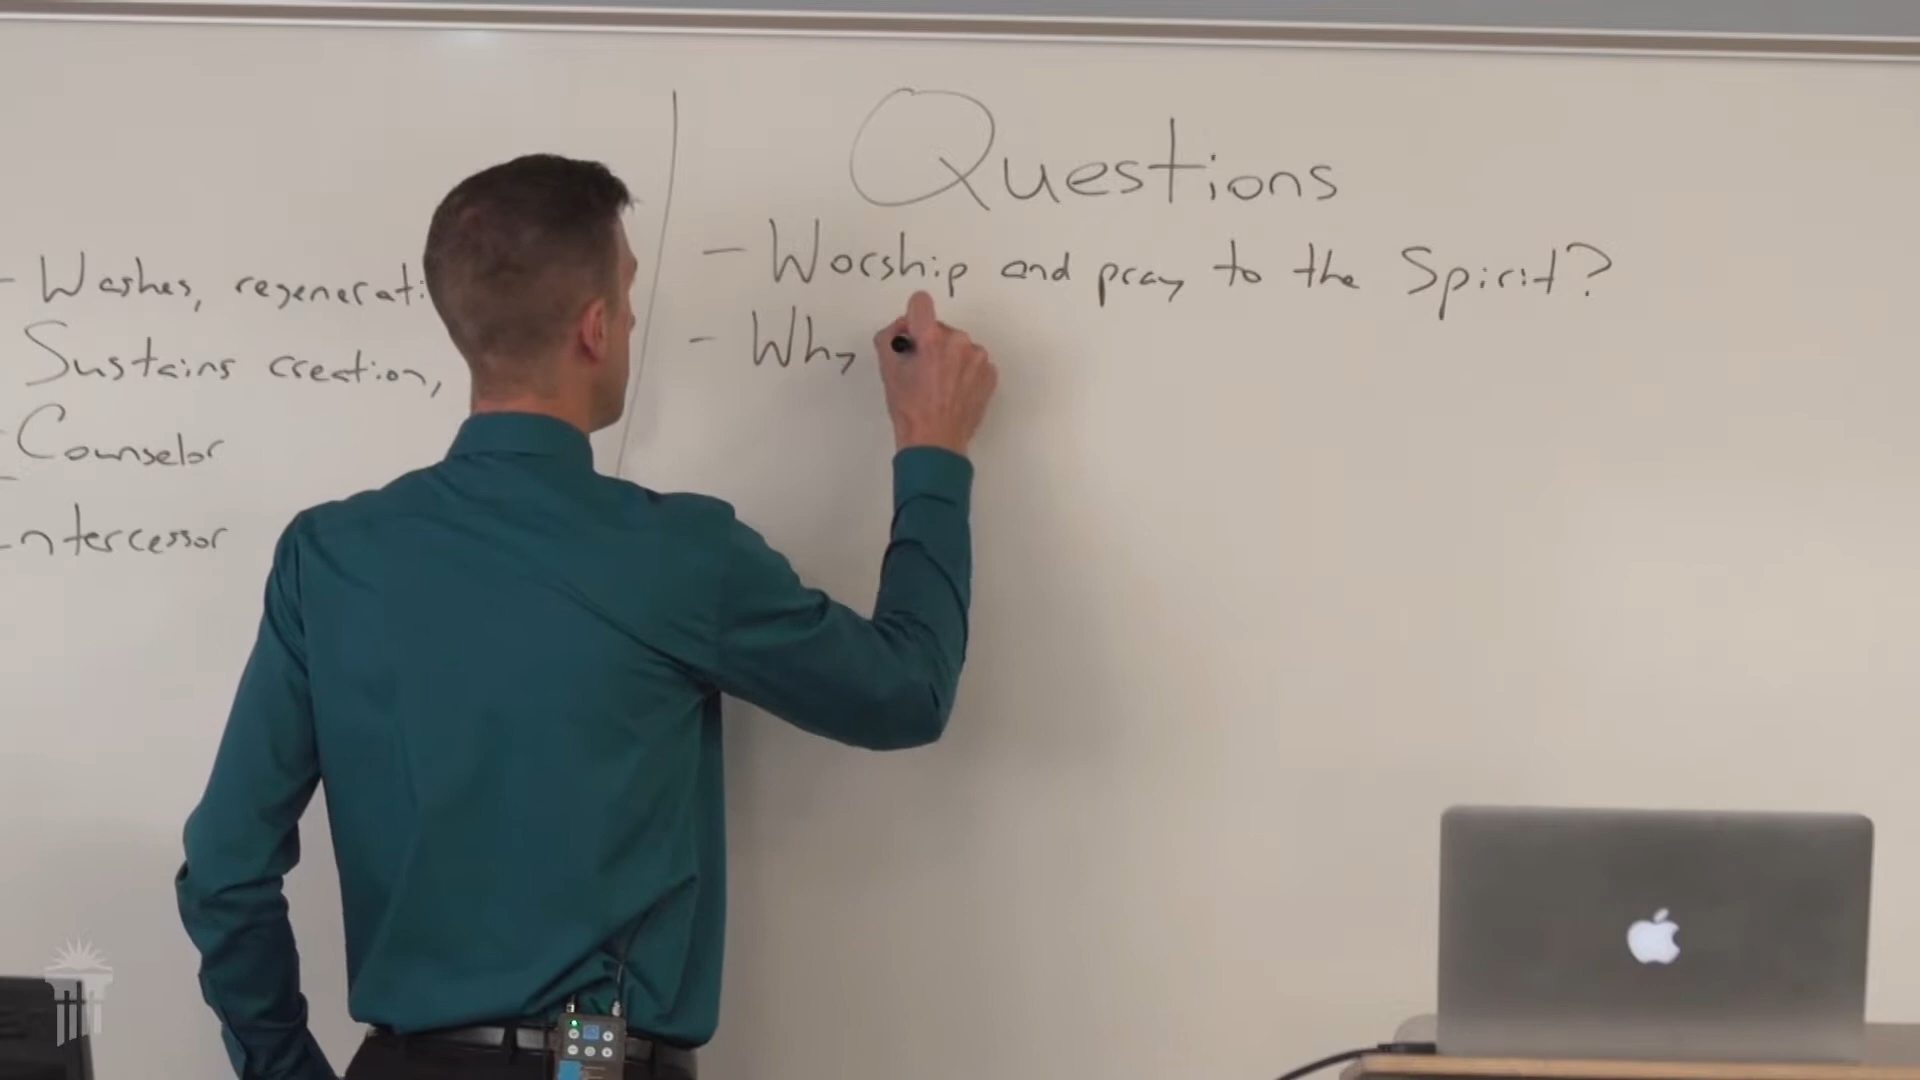 - Washes, regenerati
Sustains creation,
Counselor
ntercessor
Questions
- Worship and pray to the Spirit?
- Why